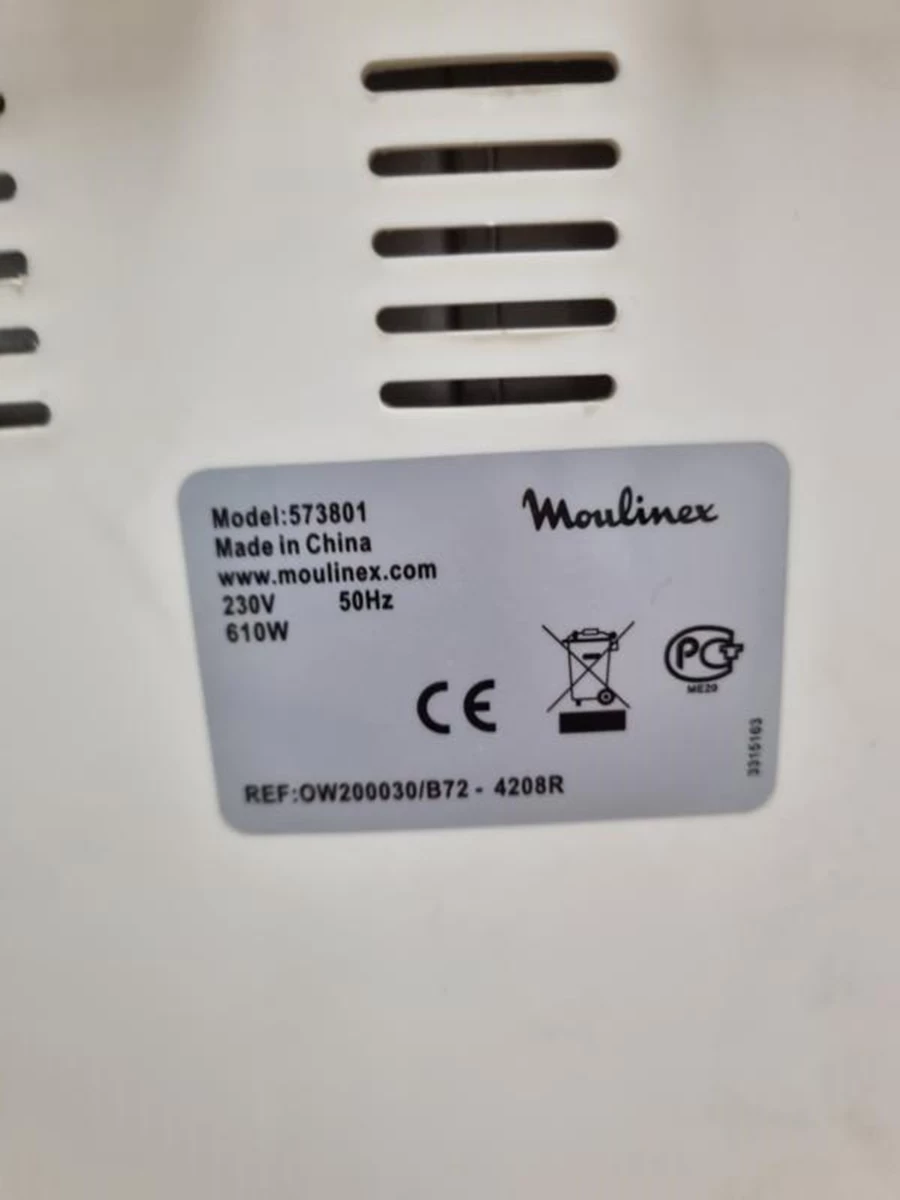 Model:573801
Moulinex
Made in China
www.moulinex.com
230V 50Hz
610W
PC
ME29
CE
3315163
REF:OW200030/B72 - 4208R